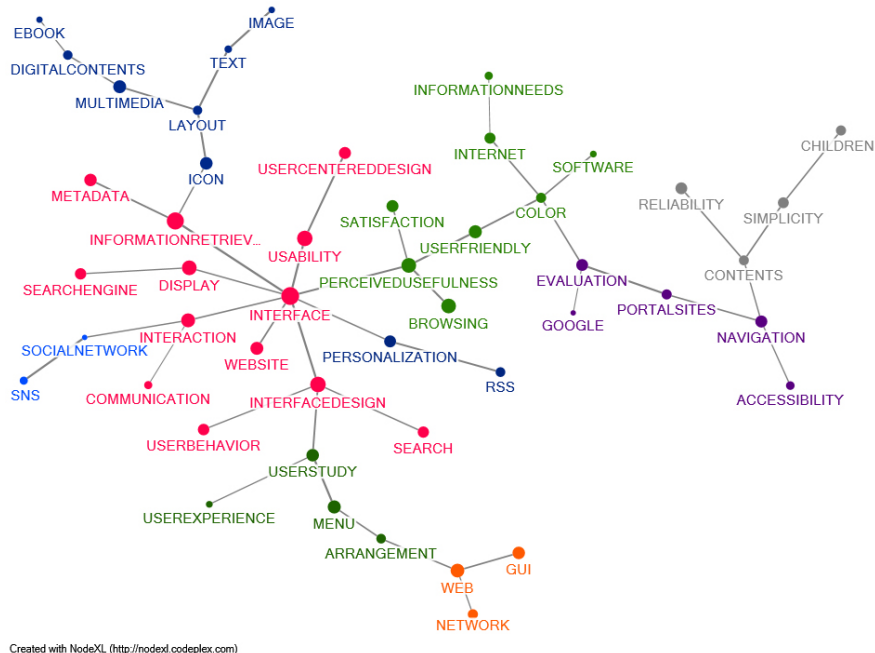 IMAGE
EBOOK
TEXT
DIGITALCONTENTS
INFORMATIONNEEDS
MULTIMEDIA
LAYOUT
CHILDREN
INTERNET
USERCENTEREDDESIGN
SOFTWARE
ICON
METADATA
RELIABILITY
COLOR
SIMPLICITY
SATISFACTION
INFORMATIONRETRIEV...
USERFRIENDLY
USABILITY
CONTENTS
EVALUATION
PERCEIVEDUSEFULNESS
DISPLAY
SEARCHENGINE
PORTALSITES
INTERFACE
BROWSING
GOOGLE
INTERACTION
NAVIGATION
SOCIALNETWORK
PERSONALIZATION
WEBSITE
RSS
SNS
COMMUNICATION
ACCESSIBILITY
INTERFACEDESIGN
USERBEHAVIOR
SEARCH
USERSTUDY
USEREXPERIENCE
MENU
ARRANGEMENT
GUI
WEB
NETWORK
Created with NodeXL (http://nodexl.codeplex.com)